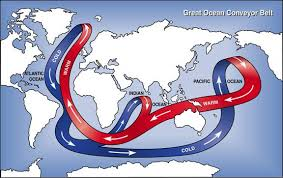 Great Ocean Conveyor Belt
COLD
WARM
ATLANTIC
OCEAN
INDIAN
OCEAN
PACIFIC
OCEAN
WARM
COLD